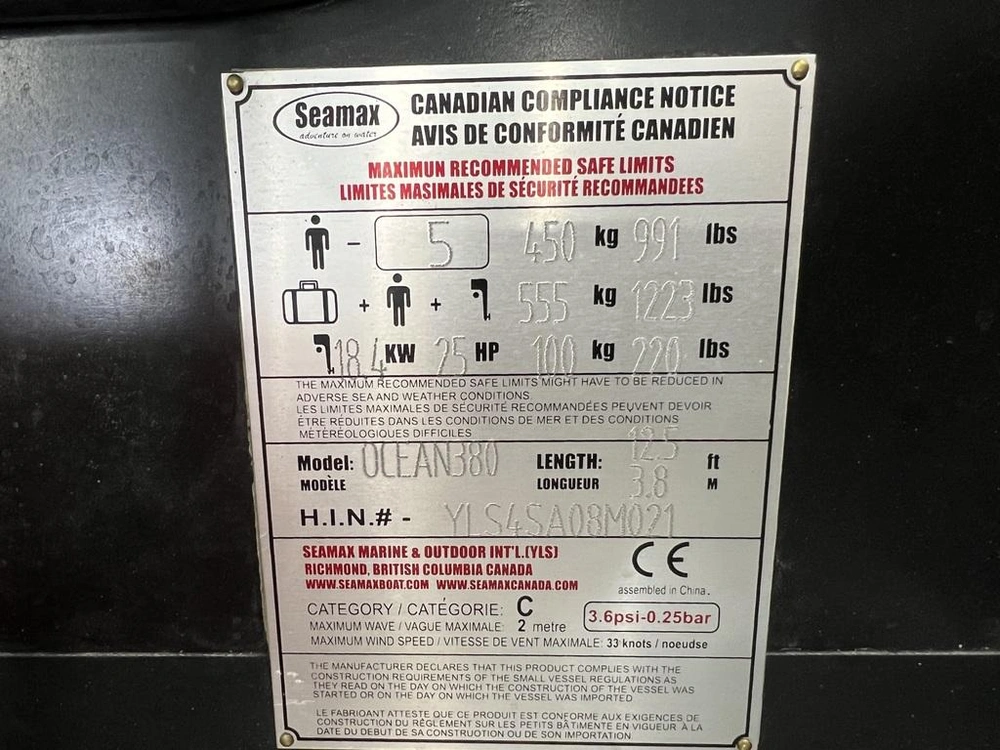 Seamax
adventure on water
CANADIAN COMPLIANCE NOTICE
AVIS DE CONFORMITÉ CANADIEN
MAXIMUN RECOMMENDED SAFE LIMITS
LIMITES MASIMALES DE SÉCURITÉ RECOMMANDEES
- 5 450 kg 991 lbs
+ + 555 kg 1223 lbs
18.4 KW 25 HP 100 kg 220 lbs
THE MAXIMUM RECOMMENDED SAFE LIMITS MIGHT HAVE TO BE REDUCED IN
ADVERSE SEA AND WEATHER CONDITIONS.
LES LIMITES MAXIMALES DE SÉCURITÉ RECOMMANDÉES PEUVENT DEVOIR
ÉTRE RÉDUITES DANS LES CONDITIONS DE MER ET DES CONDITIONS
MÉTÉREOLOGIQUES DIFFICILES
Model: OCEAN380 LENGTH: 12.5 ft
MODÈLE LONGUEUR 3.8 M
H.I.N.# - YLS4SA08M021
SEAMAX MARINE & OUTDOOR INT'L.(YLS)
RICHMOND, BRITISH COLUMBIA CANADA
WWW.SEAMAXBOAT.COM WWW.SEAMAXCANADA.COM
CE
assembled in China.
CATEGORY / CATÉGORIE: C
MAXIMUM WAVE / VAGUE MAXIMALE: 2 metre
3.6psi-0.25bar
MAXIMUM WIND SPEED / VITESSE DE VENT MAXIMALE: 33 knots / noeudse
THE MANUFACTURER DECLARES THAT THIS PRODUCT COMPLIES WITH THE
CONSTRUCTION REQUIREMENTS OF THE SMALL VESSEL REGULATIONS AS
THEY READ ON THE DAY ON WHICH THE CONSTRUCTION OF THE VESSEL WAS
STARTED OR ON THE DAY WHICH THE VESSEL WAS IMPORTED
LE FABRIOANT ATTESTE QUE CE PRODUIT EST CONFORME AUX EXIGENCES DE
CONSTRUCTION DU RÊGLEMENT SUR LES PETITS BÂTIMENTE EN VIGUEUR À LA
DATE DU DEBUT DE SA CONSTRUCTION OU DE SON IMPORTATION